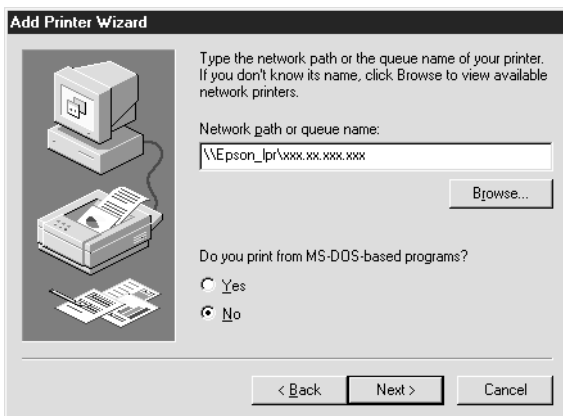 Add Printer Wizard
Type the network path or the queue name of your printer.
If you don't know its name, click Browse to view available
network printers.
Network path or queue name:
\\Epson_lpr\xxx.xx.xxx.xxx
Browse...
Do you print from MS-DOS-based programs?
Yes
No
< Back
Next >
Cancel